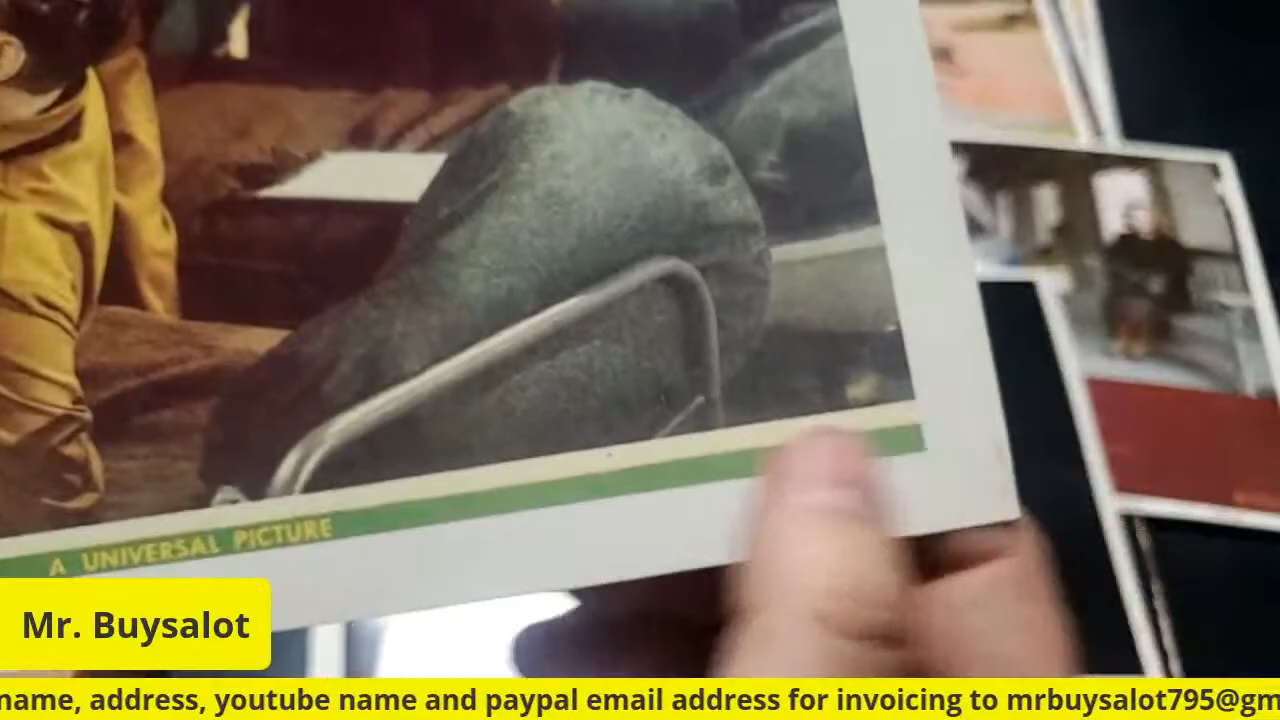 A UNIVERSAL PICTURE
Mr. Buysalot
name, address, youtube name and paypal email address for invoicing to mrbuysalot795@gm